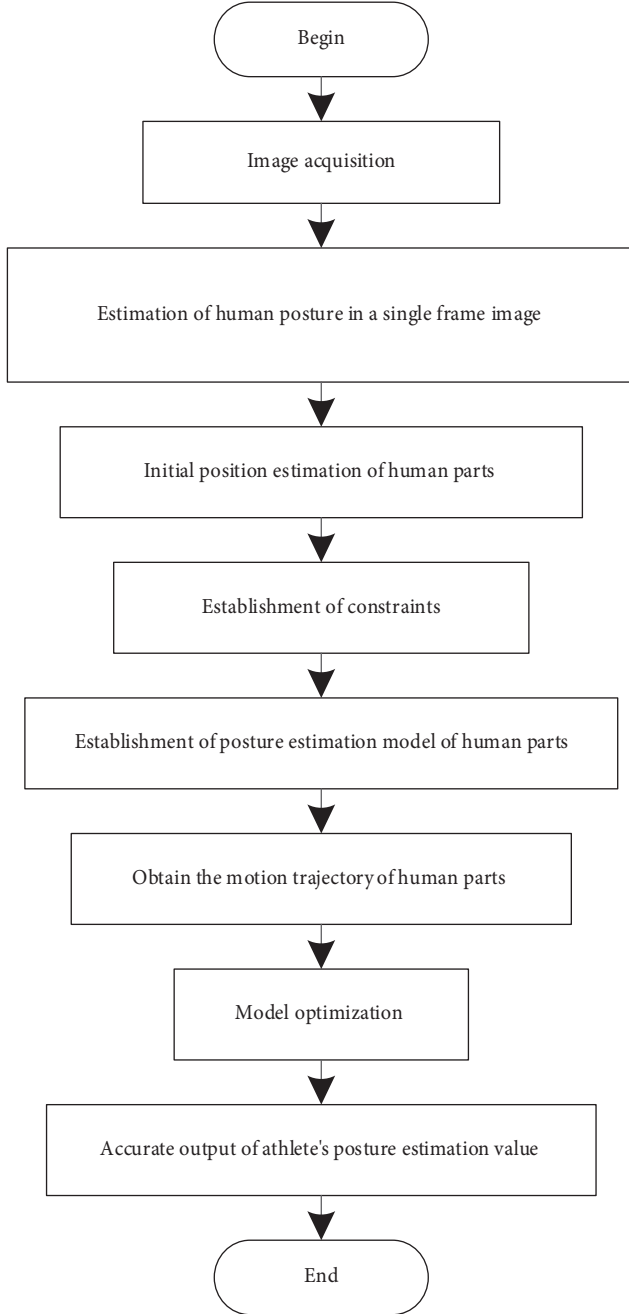 Begin
Image acquisition
Estimation of human posture in a single frame image
Initial position estimation of human parts
Establishment of constraints
Establishment of posture estimation model of human parts
Obtain the motion trajectory of human parts
Model optimization
Accurate output of athlete's posture estimation value
End